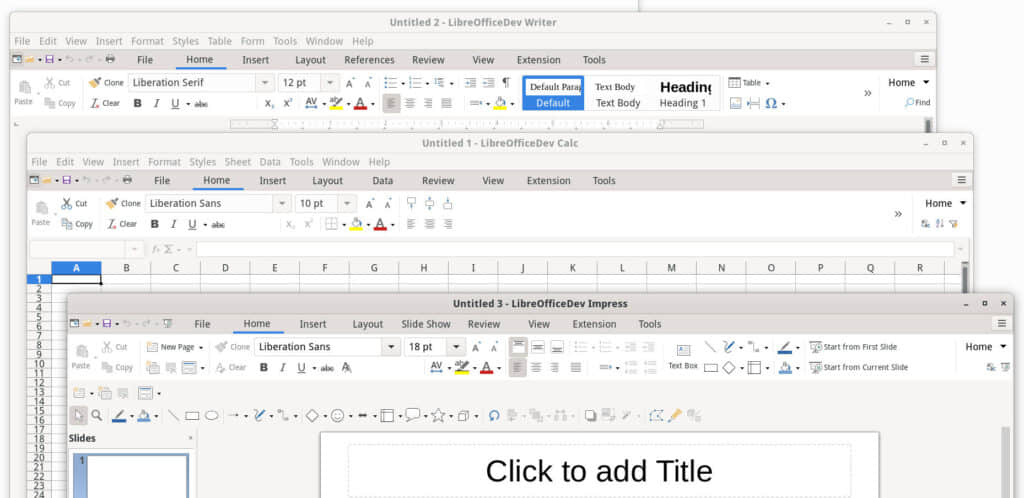 Untitled 2 - LibreOfficeDev Writer
File Edit View Insert Format Styles Table Form Tools Window Help
File Home Insert Layout References Review View Extension Tools
Cut Clone Liberation Serif 12 pt Default Parag Text Body Heading Table Home
Paste Copy Clear Default Text Body Heading 1 Find
Untitled 1 - LibreOfficeDev Calc
File Edit View Insert Format Styles Sheet Data Tools Window Help
File Home Insert Layout Data Review View Extension Tools
Cut Clone Liberation Sans 10 pt Home
Paste Copy Clear
A B C D E F G H I J K L M N O P Q R
1
2
3
4
5
6
7
8
9
10
11
12
13
14
15
16
17
18
19
20
21
22
23
24
Untitled 3 - LibreOfficeDev Impress
File Home Insert Layout Slide Show Review View Extension Tools
Cut New Page Clone Liberation Sans 18 pt Start from First Slide Home
Paste Copy Clear Text Box Start from Current Slide
Slides
1
Click to add Title